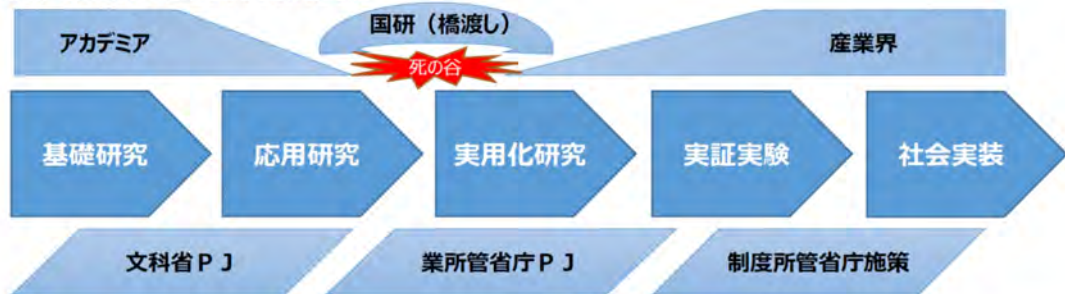 国研（橋渡し）
アカデミア
産業界
死の谷
基礎研究
応用研究
実用化研究
実証実験
社会実装
文科省ＰＪ
業所管省庁ＰＪ
制度所管省庁施策